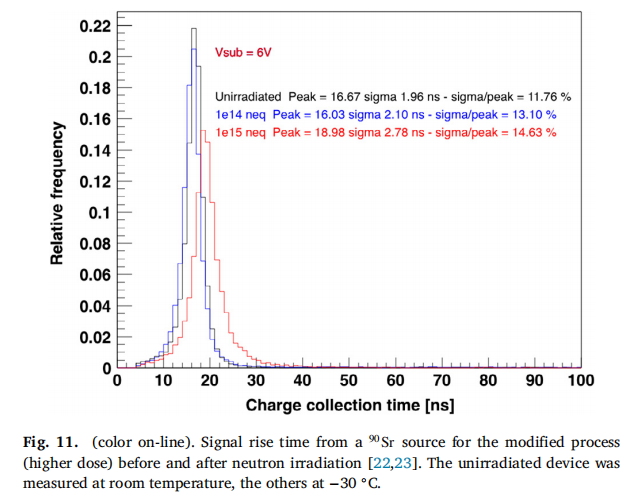 Vsub = 6V
Unirradiated Peak = 16.67 sigma 1.96 ns - sigma/peak = 11.76 %
1e14 neq Peak = 16.03 sigma 2.10 ns - sigma/peak = 13.10 %
1e15 neq Peak = 18.98 sigma 2.78 ns - sigma/peak = 14.63 %
Relative frequency
0.22
0.2
0.18
0.16
0.14
0.12
0.1
0.08
0.06
0.04
0.02
0
0 10 20 30 40 50 60 70 80 90 100
Charge collection time [ns]
Fig. 11. (color on-line). Signal rise time from a ⁹⁰Sr source for the modified process
(higher dose) before and after neutron irradiation [22,23]. The unirradiated device was
measured at room temperature, the others at −30 °C.